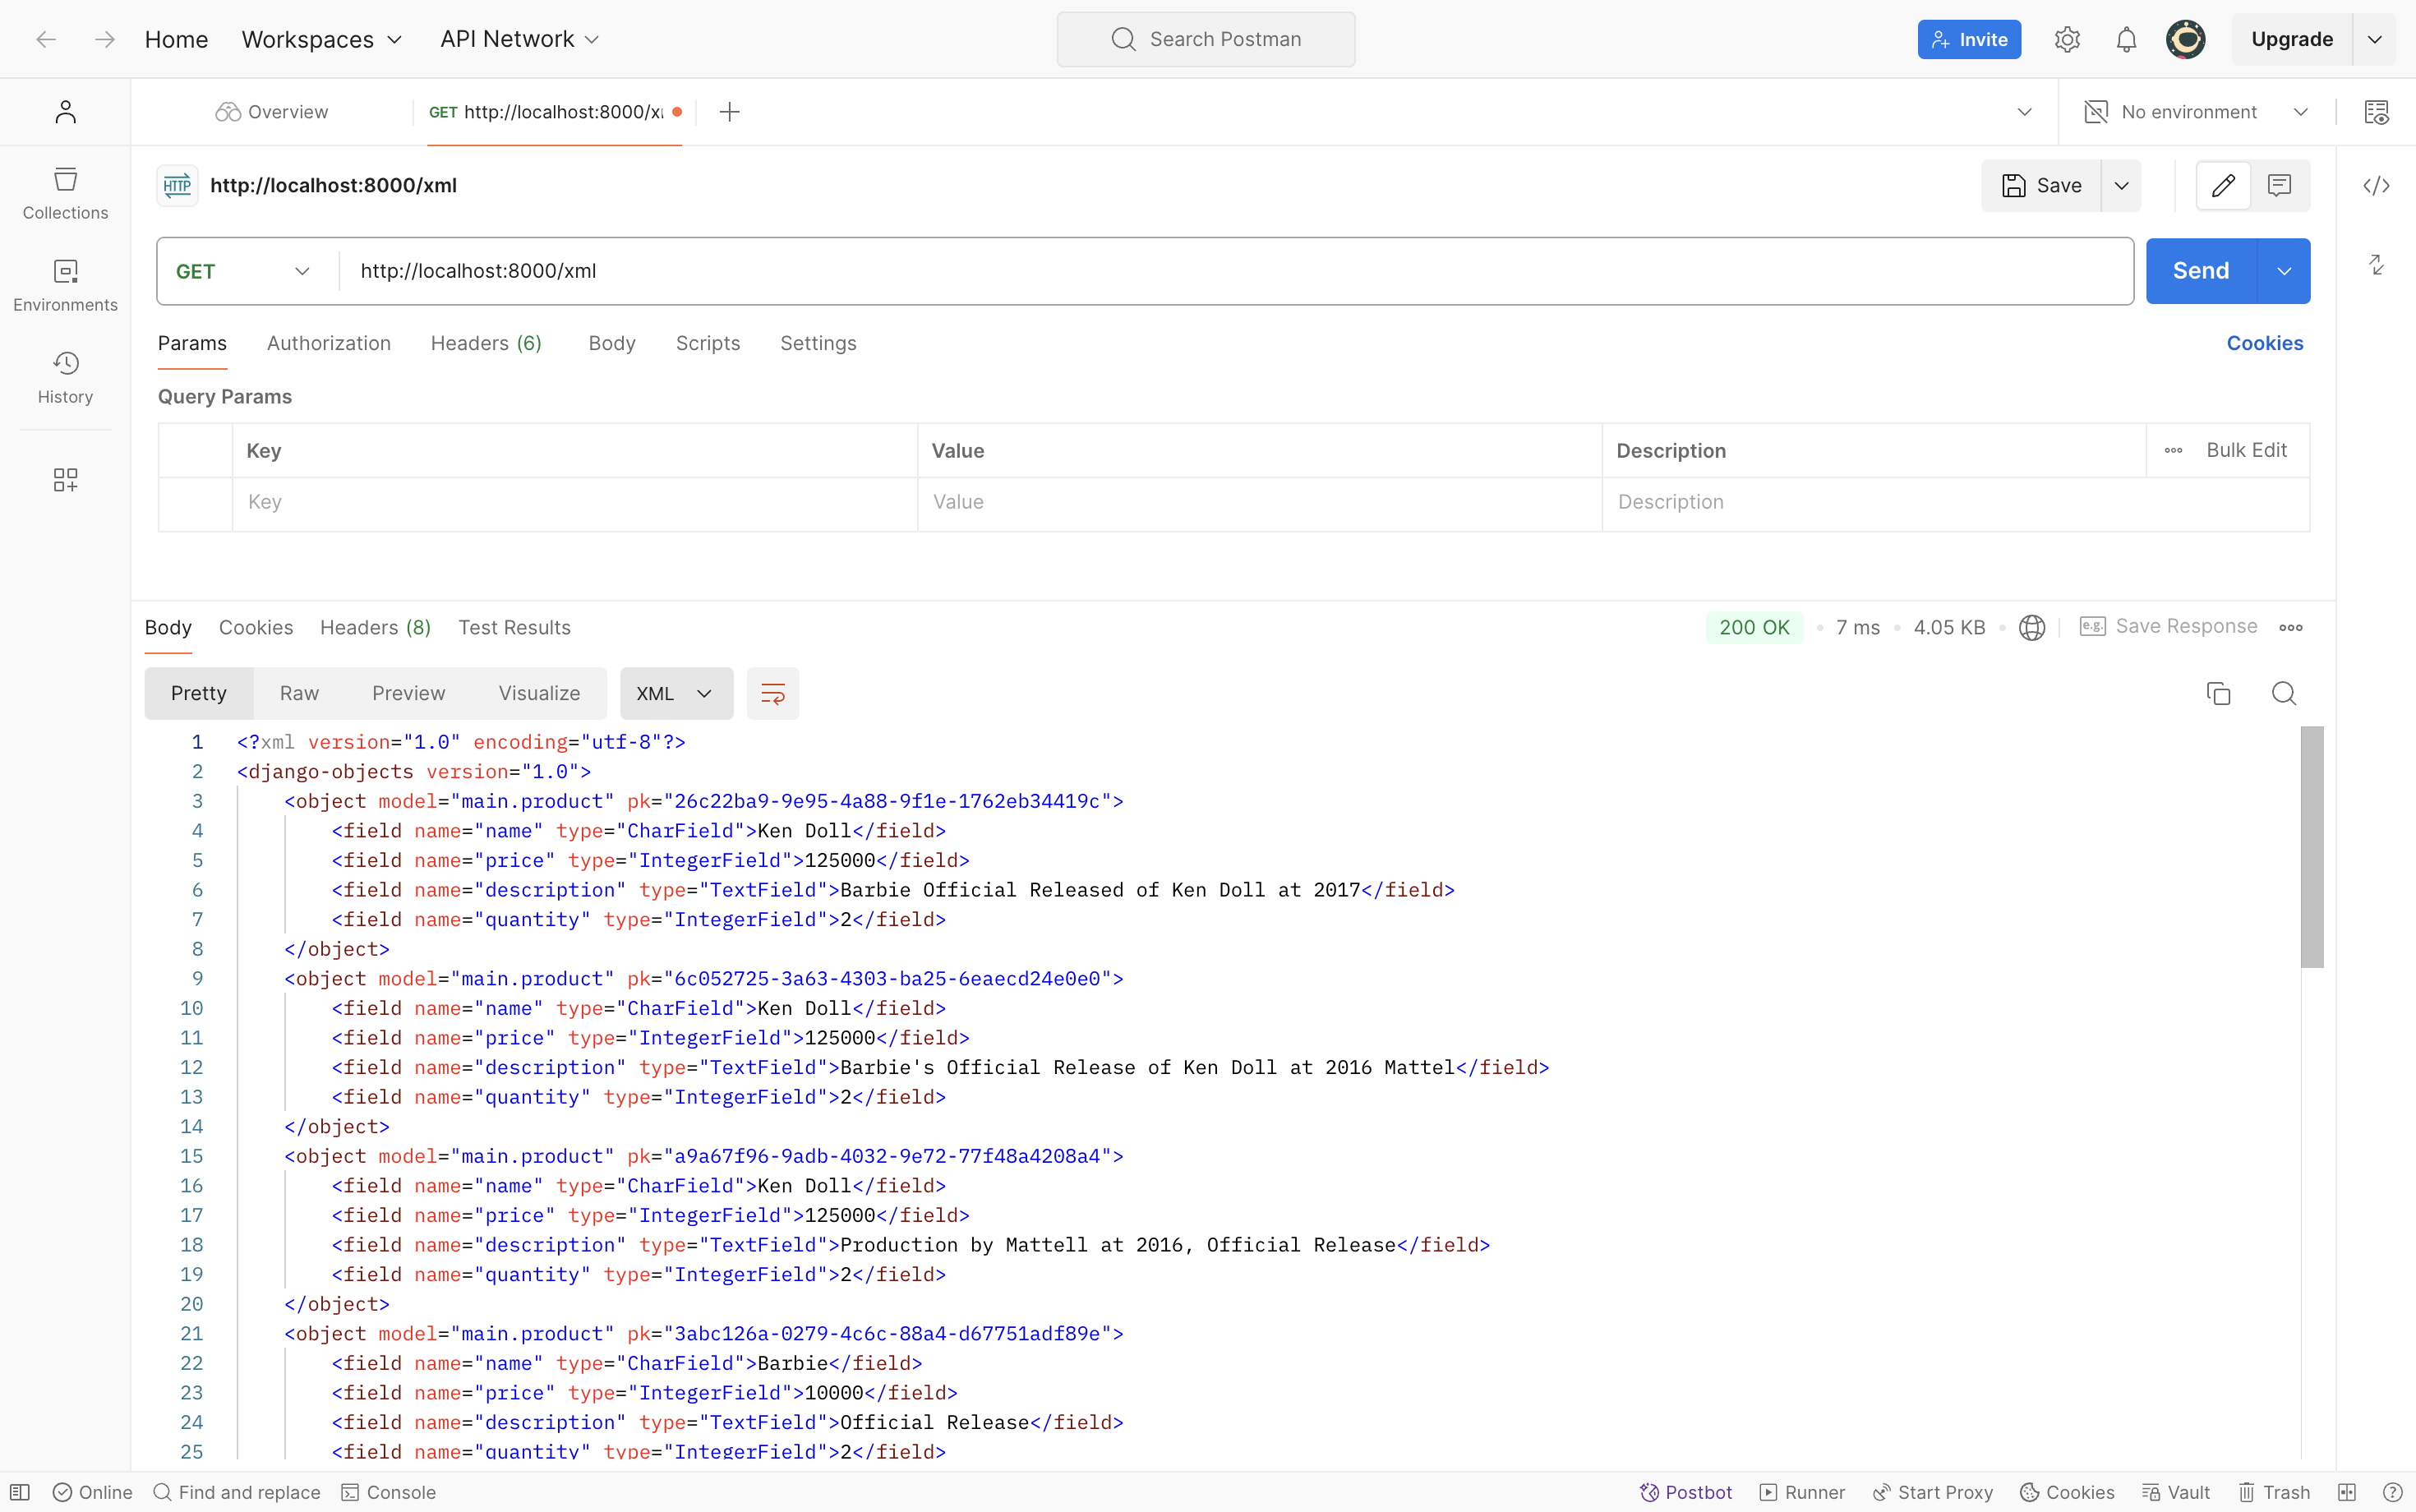 Home Workspaces API Network Search Postman Invite Upgrade
Overview GET http://localhost:8000/x No environment
HTTP http://localhost:8000/xml Save
Collections
GET http://localhost:8000/xml Send
Environments
Params Authorization Headers (6) Body Scripts Settings Cookies
History
Query Params
Key Value Description Bulk Edit
Key Value Description
Body Cookies Headers (8) Test Results 200 OK 7 ms 4.05 KB e.g. Save Response
Pretty Raw Preview Visualize XML
1 <?xml version="1.0" encoding="utf-8"?>
2 <django-objects version="1.0">
3 <object model="main.product" pk="26c22ba9-9e95-4a88-9f1e-1762eb34419c">
4 <field name="name" type="CharField">Ken Doll</field>
5 <field name="price" type="IntegerField">125000</field>
6 <field name="description" type="TextField">Barbie Official Released of Ken Doll at 2017</field>
7 <field name="quantity" type="IntegerField">2</field>
8 </object>
9 <object model="main.product" pk="6c052725-3a63-4303-ba25-6eaecd24e0e0">
10 <field name="name" type="CharField">Ken Doll</field>
11 <field name="price" type="IntegerField">125000</field>
12 <field name="description" type="TextField">Barbie's Official Release of Ken Doll at 2016 Mattel</field>
13 <field name="quantity" type="IntegerField">2</field>
14 </object>
15 <object model="main.product" pk="a9a67f96-9adb-4032-9e72-77f48a4208a4">
16 <field name="name" type="CharField">Ken Doll</field>
17 <field name="price" type="IntegerField">125000</field>
18 <field name="description" type="TextField">Production by Mattell at 2016, Official Release</field>
19 <field name="quantity" type="IntegerField">2</field>
20 </object>
21 <object model="main.product" pk="3abc126a-0279-4c6c-88a4-d67751adf89e">
22 <field name="name" type="CharField">Barbie</field>
23 <field name="price" type="IntegerField">10000</field>
24 <field name="description" type="TextField">Official Release</field>
25 <field name="quantity" type="IntegerField">2</field>
Online Find and replace Console Postbot Runner Start Proxy Cookies Vault Trash